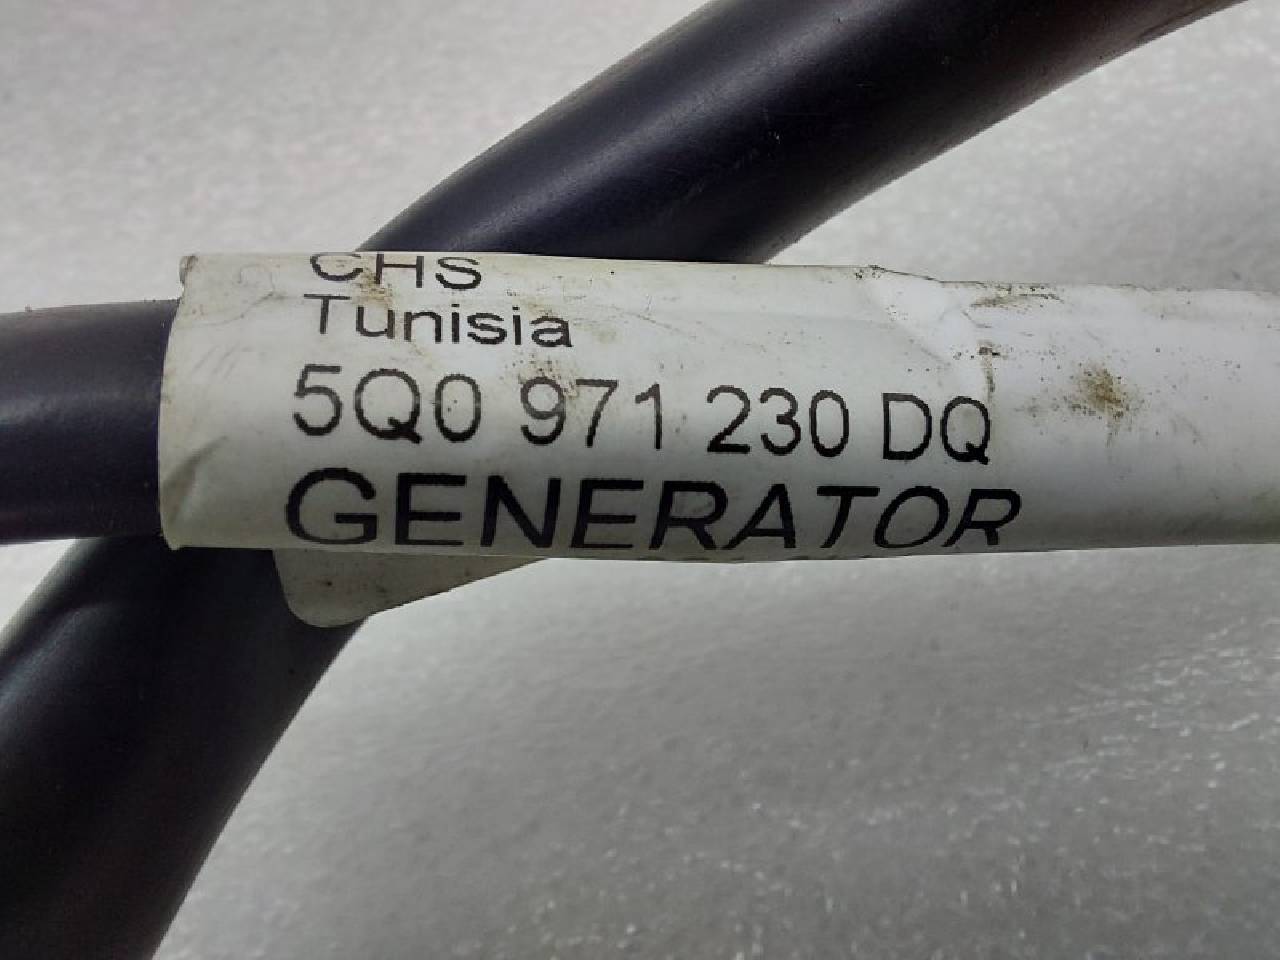 CHS
Tunisia
5Q0 971 230 DQ
GENERATOR